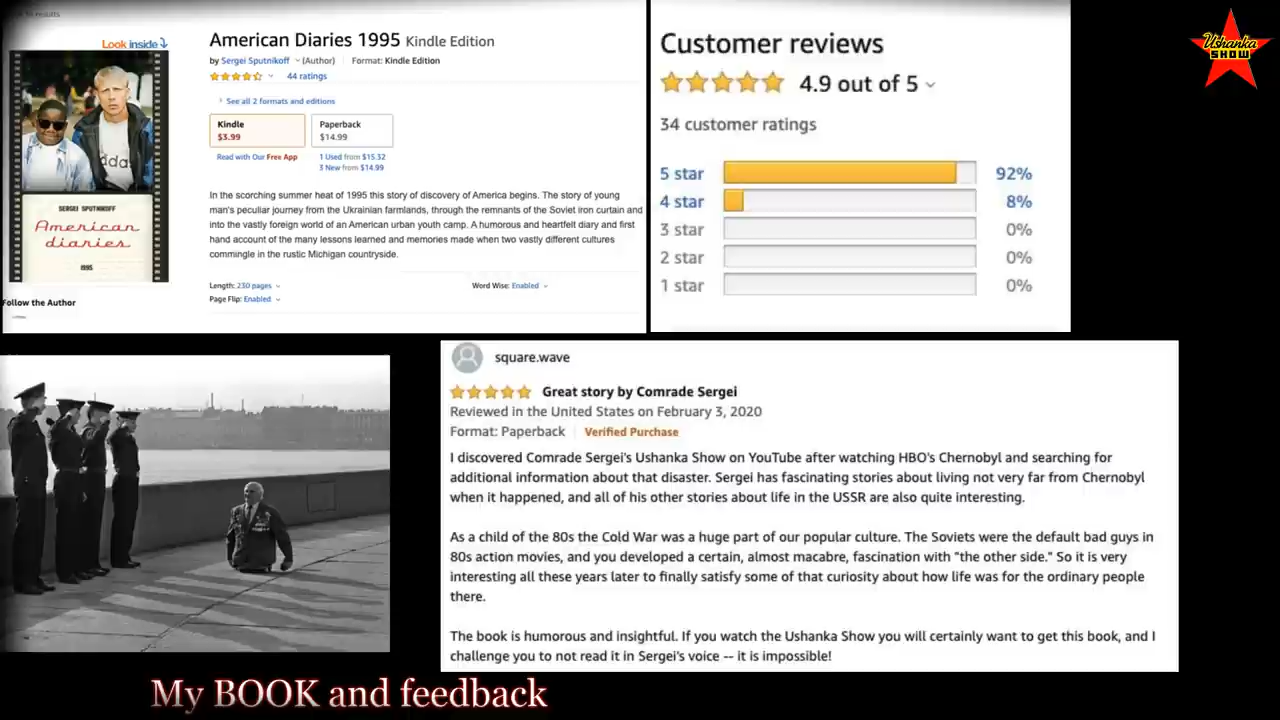 results
Look inside
American Diaries 1995 Kindle Edition
by Sergei Sputnikoff (Author) Format: Kindle Edition
44 ratings
See all 2 formats and editions
Kindle
$3.99
Paperback
$14.99
Read with Our Free App
1 Used from $15.32
3 New from $14.99
In the scorching summer heat of 1995 this story of discovery of America begins. The story of young
man's peculiar journey from the Ukrainian farmlands, through the remnants of the Soviet iron curtain and
into the vastly foreign world of an American urban youth camp. A humorous and heartfelt diary and first
hand account of the many lessons learned and memories made when two vastly different cultures
commingle in the rustic Michigan countryside.
Length: 230 pages
Word Wise: Enabled
Page Flip: Enabled
dda
SERGEI SPUTNIKOFF
American
diaries
1995
Follow the Author
Customer reviews
4.9 out of 5
34 customer ratings
5 star 92%
4 star 8%
3 star 0%
2 star 0%
1 star 0%
Ushanka
SHOW
square.wave
Great story by Comrade Sergei
Reviewed in the United States on February 3, 2020
Format: Paperback Verified Purchase
I discovered Comrade Sergei's Ushanka Show on YouTube after watching HBO's Chernobyl and searching for
additional information about that disaster. Sergei has fascinating stories about living not very far from Chernobyl
when it happened, and all of his other stories about life in the USSR are also quite interesting.
As a child of the 80s the Cold War was a huge part of our popular culture. The Soviets were the default bad guys in
80s action movies, and you developed a certain, almost macabre, fascination with "the other side." So it is very
interesting all these years later to finally satisfy some of that curiosity about how life was for the ordinary people
there.
The book is humorous and insightful. If you watch the Ushanka Show you will certainly want to get this book, and I
challenge you to not read it in Sergei's voice -- it is impossible!
My BOOK and feedback